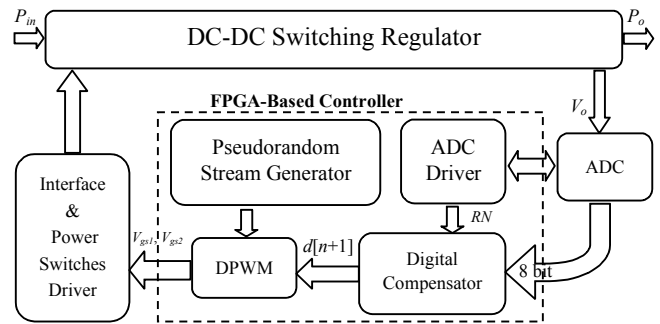 P_in
P_o
DC-DC Switching Regulator
FPGA-Based Controller
V_o
Pseudorandom
Stream Generator
ADC
Driver
ADC
Interface
&
Power
Switches
Driver
V_gs1, V_gs2
d[n+1]
RN
DPWM
Digital
Compensator
8 bit